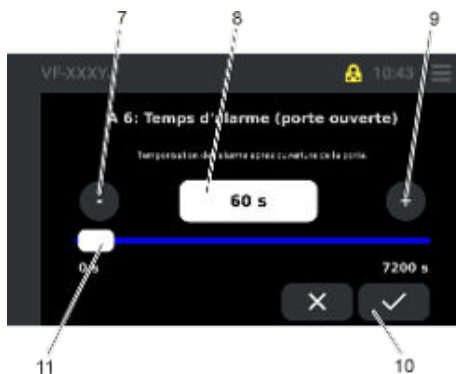 7 8 9
VF-XXXYJ 10:43
A 6: Temps d'alarme (porte ouverte)
Temporisation de l'alarme après ouverture de la porte.
- 60 s +
0 s 7200 s
11 10